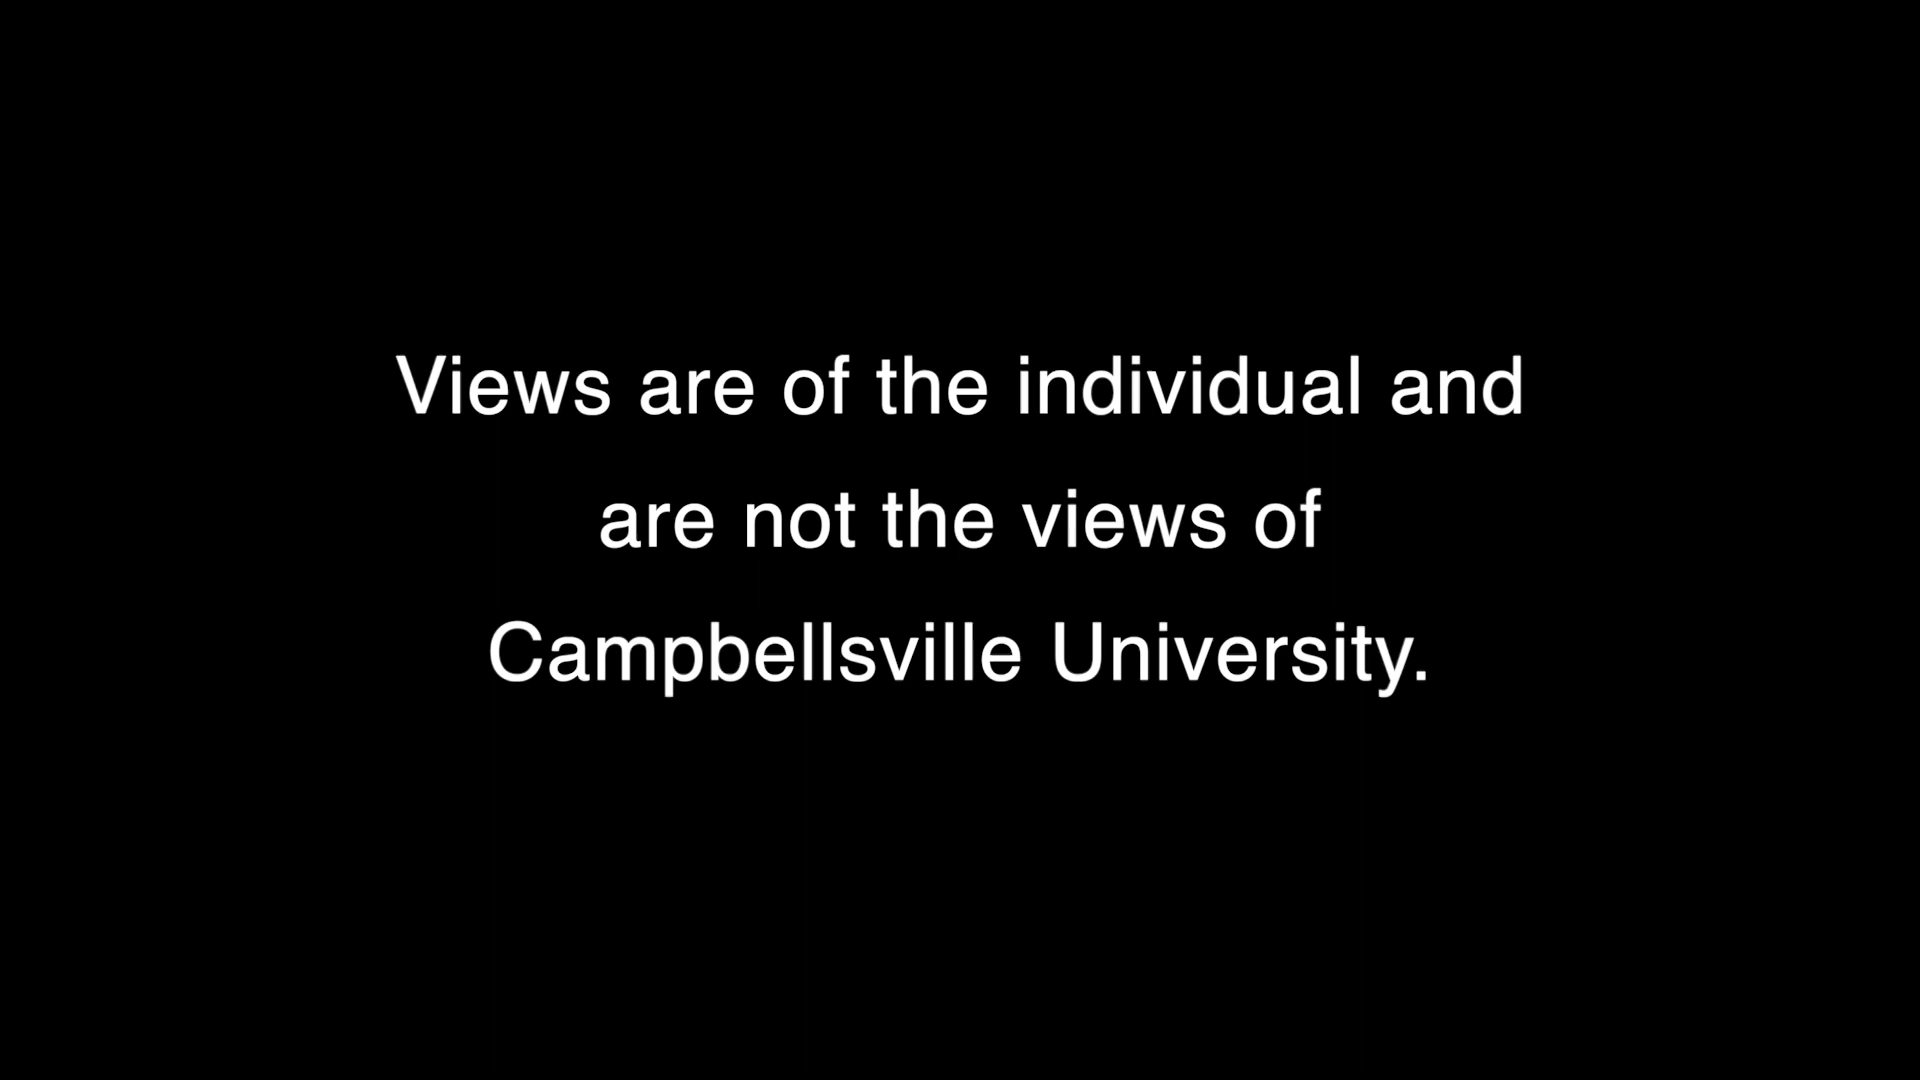 Views are of the individual and
are not the views of
Campbellsville University.